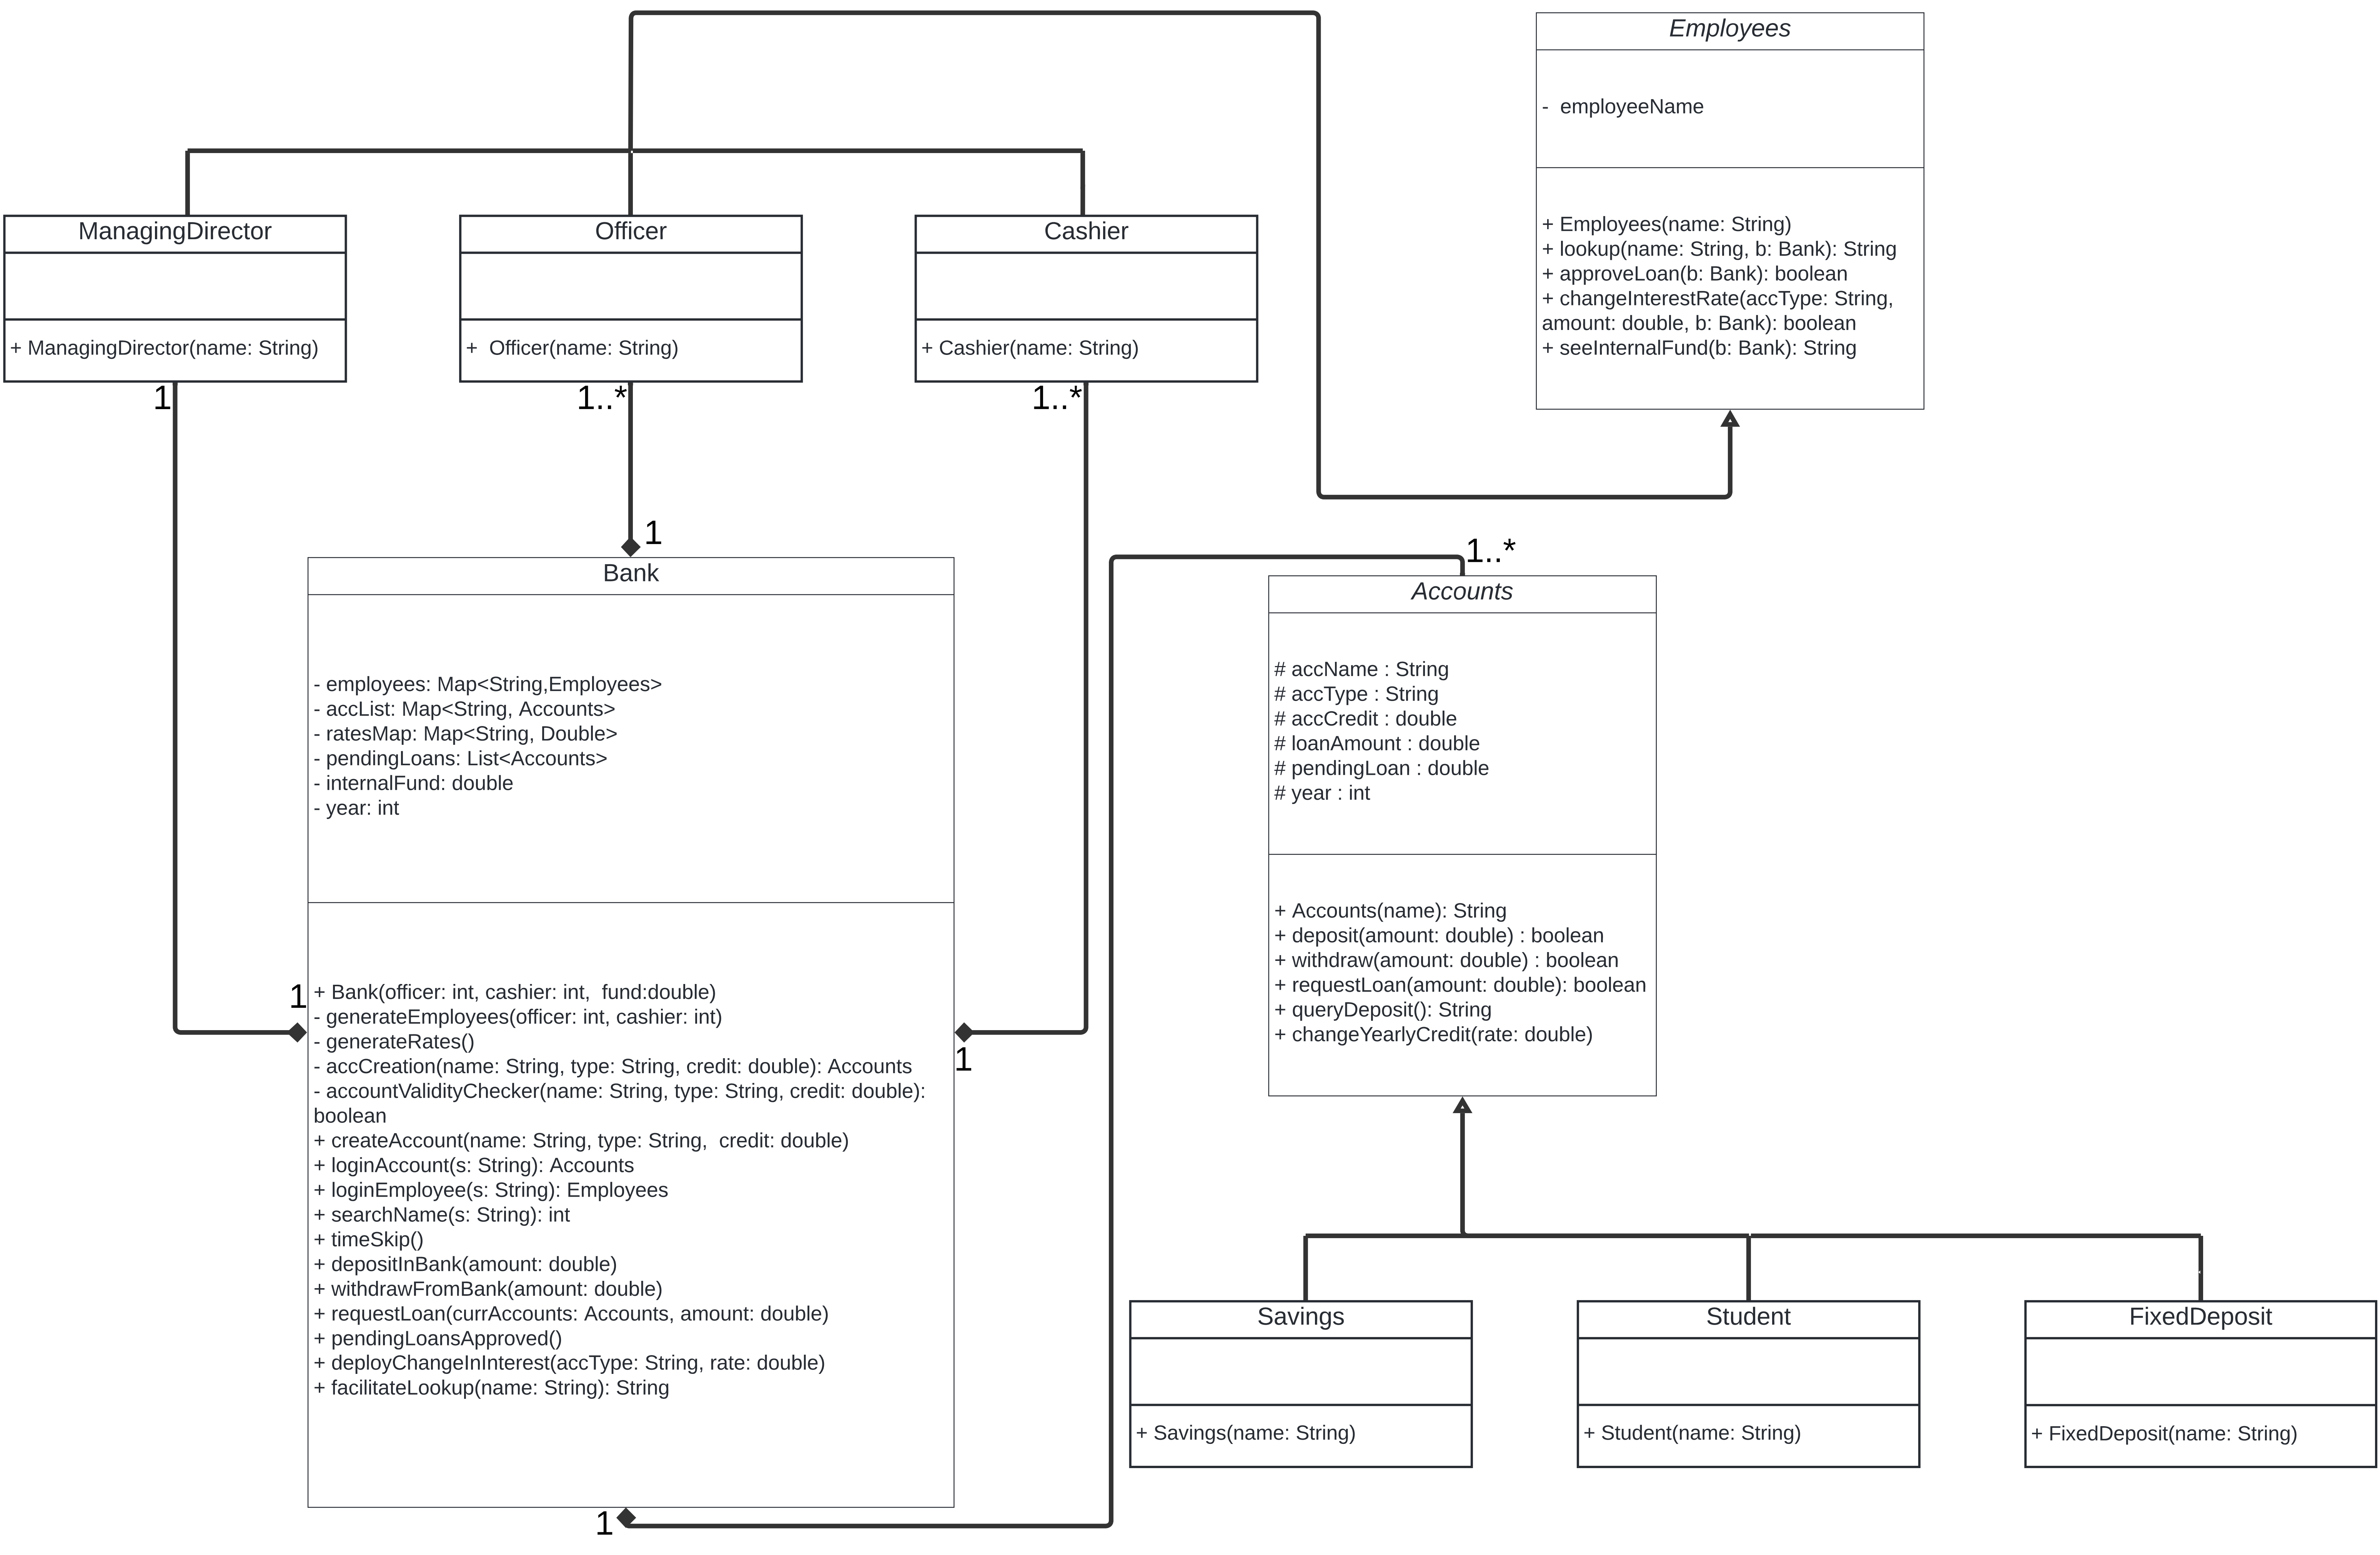 Employees
-  employeeName
+ Employees(name: String)
+ lookup(name: String, b: Bank): String
+ approveLoan(b: Bank): boolean
+ changeInterestRate(accType: String,
amount: double, b: Bank): boolean
+ seeInternalFund(b: Bank): String
ManagingDirector
+ ManagingDirector(name: String)
1
Officer
+  Officer(name: String)
1..*
Cashier
+ Cashier(name: String)
1..*
1
Bank
- employees: Map<String,Employees>
- accList: Map<String, Accounts>
- ratesMap: Map<String, Double>
- pendingLoans: List<Accounts>
- internalFund: double
- year: int
1
+ Bank(officer: int, cashier: int,  fund:double)
- generateEmployees(officer: int, cashier: int)
- generateRates()
- accCreation(name: String, type: String, credit: double): Accounts
- accountValidityChecker(name: String, type: String, credit: double):
boolean
+ createAccount(name: String, type: String,  credit: double)
+ loginAccount(s: String): Accounts
+ loginEmployee(s: String): Employees
+ searchName(s: String): int
+ timeSkip()
+ depositInBank(amount: double)
+ withdrawFromBank(amount: double)
+ requestLoan(currAccounts: Accounts, amount: double)
+ pendingLoansApproved()
+ deployChangeInInterest(accType: String, rate: double)
+ facilitateLookup(name: String): String
1
1
1..*
Accounts
# accName : String
# accType : String
# accCredit : double
# loanAmount : double
# pendingLoan : double
# year : int
+ Accounts(name): String
+ deposit(amount: double) : boolean
+ withdraw(amount: double) : boolean
+ requestLoan(amount: double): boolean
+ queryDeposit(): String
+ changeYearlyCredit(rate: double)
Savings
+ Savings(name: String)
Student
+ Student(name: String)
FixedDeposit
+ FixedDeposit(name: String)